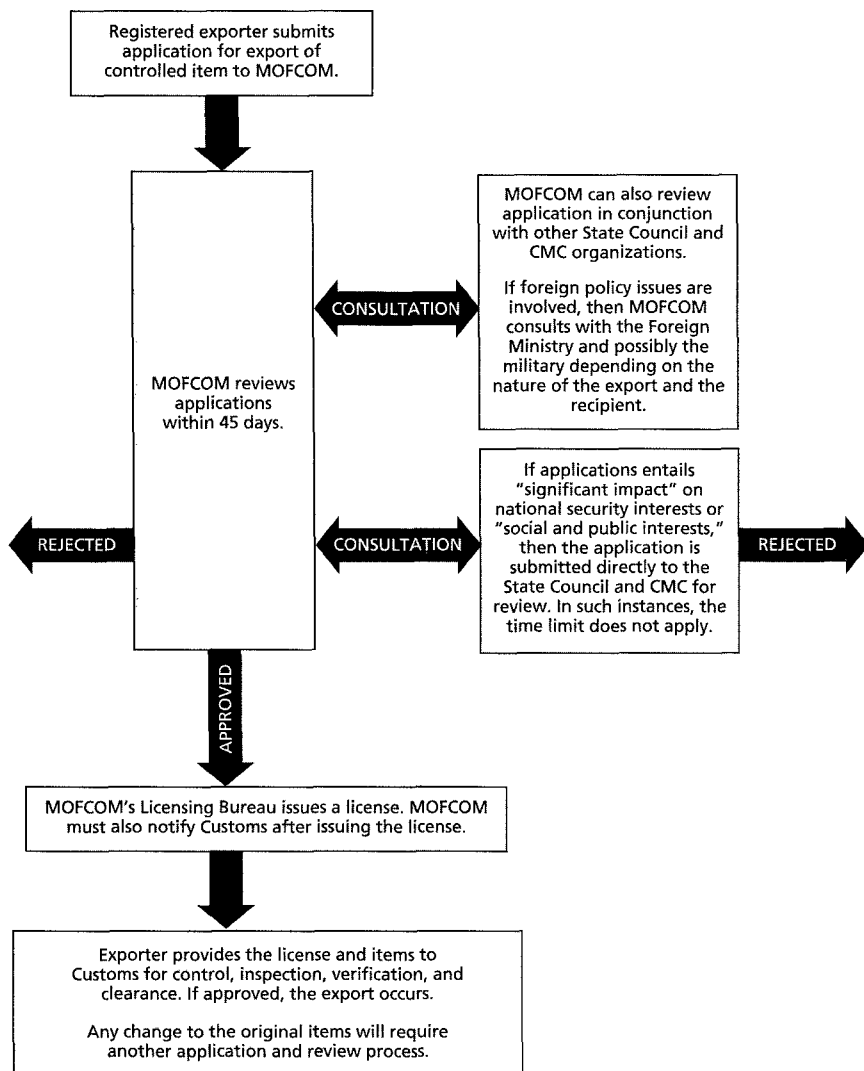 Registered exporter submits
application for export of
controlled item to MOFCOM.
MOFCOM can also review
application in conjunction
with other State Council and
CMC organizations.
If foreign policy issues are
involved, then MOFCOM
consults with the Foreign
Ministry and possibly the
military depending on the
nature of the export and the
recipient.
CONSULTATION
MOFCOM reviews
applications
within 45 days.
If applications entails
"significant impact" on
national security interests or
"social and public interests,"
then the application is
submitted directly to the
State Council and CMC for
review. In such instances, the
time limit does not apply.
REJECTED
CONSULTATION
REJECTED
APPROVED
MOFCOM's Licensing Bureau issues a license. MOFCOM
must also notify Customs after issuing the license.
Exporter provides the license and items to
Customs for control, inspection, verification, and
clearance. If approved, the export occurs.
Any change to the original items will require
another application and review process.